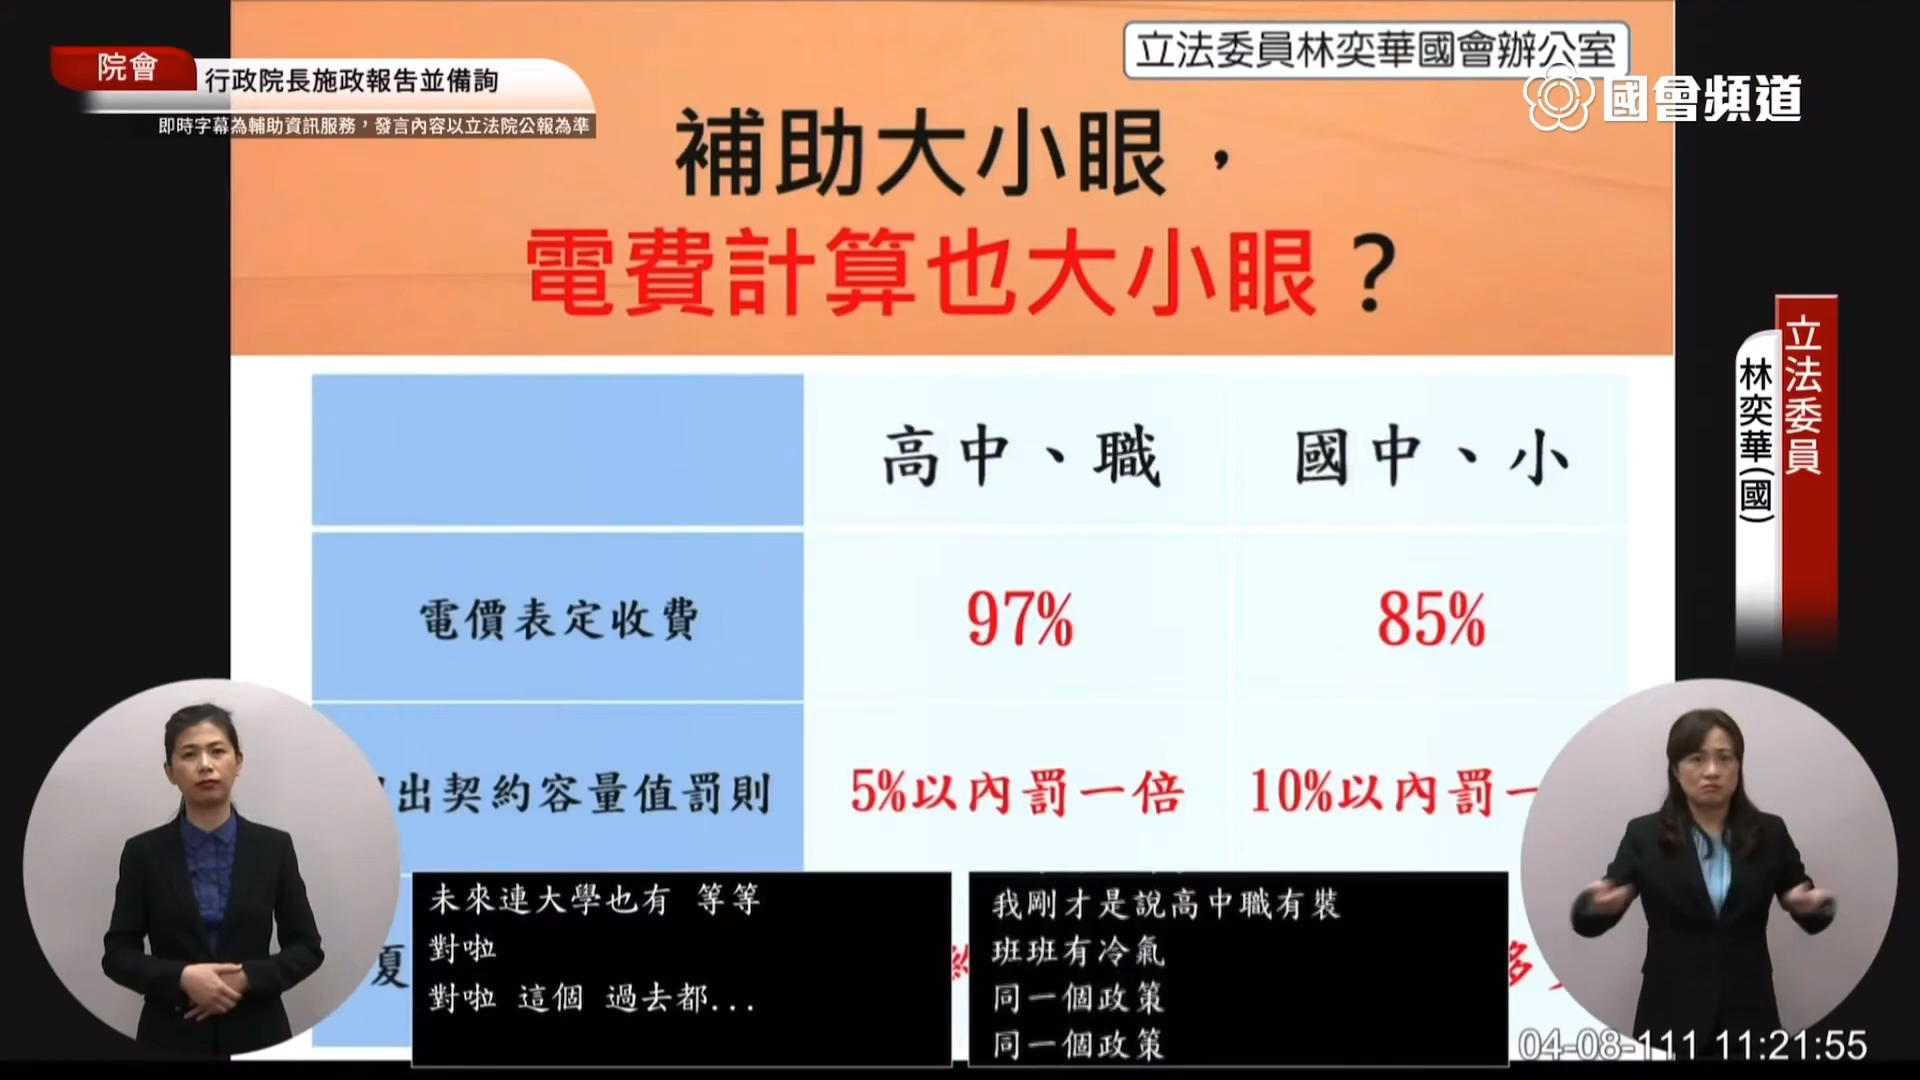 立法委員林奕華國會辦公室
院會
行政院長施政報告並備詢
即時字幕為輔助資訊服務，發言內容以立法院公報為準
國會頻道
補助大小眼，
電費計算也大小眼？
立法委員
林奕華(國)
高中、職
國中、小
電價表定收費
97%
85%
出契約容量值罰則
5%以內罰一倍
10%以內罰一
夏
多
未來連大學也有 等等
對啦
對啦 這個 過去都...
我剛才是說高中職有裝
班班有冷氣
同一個政策
同一個政策
04-08-111 11:21:55